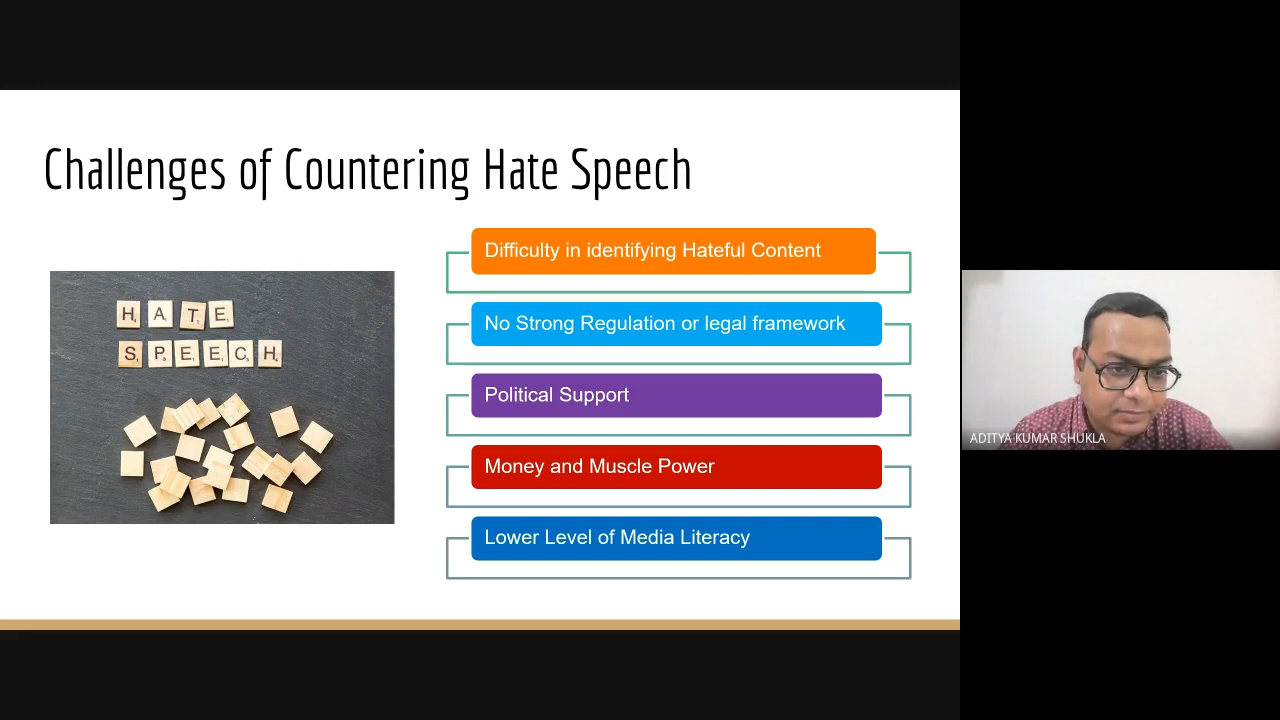 Challenges of Countering Hate Speech
HATE
SPEECH
Difficulty in identifying Hateful Content
No Strong Regulation or legal framework
Political Support
Money and Muscle Power
Lower Level of Media Literacy
ADITYA KUMAR SHUKLA